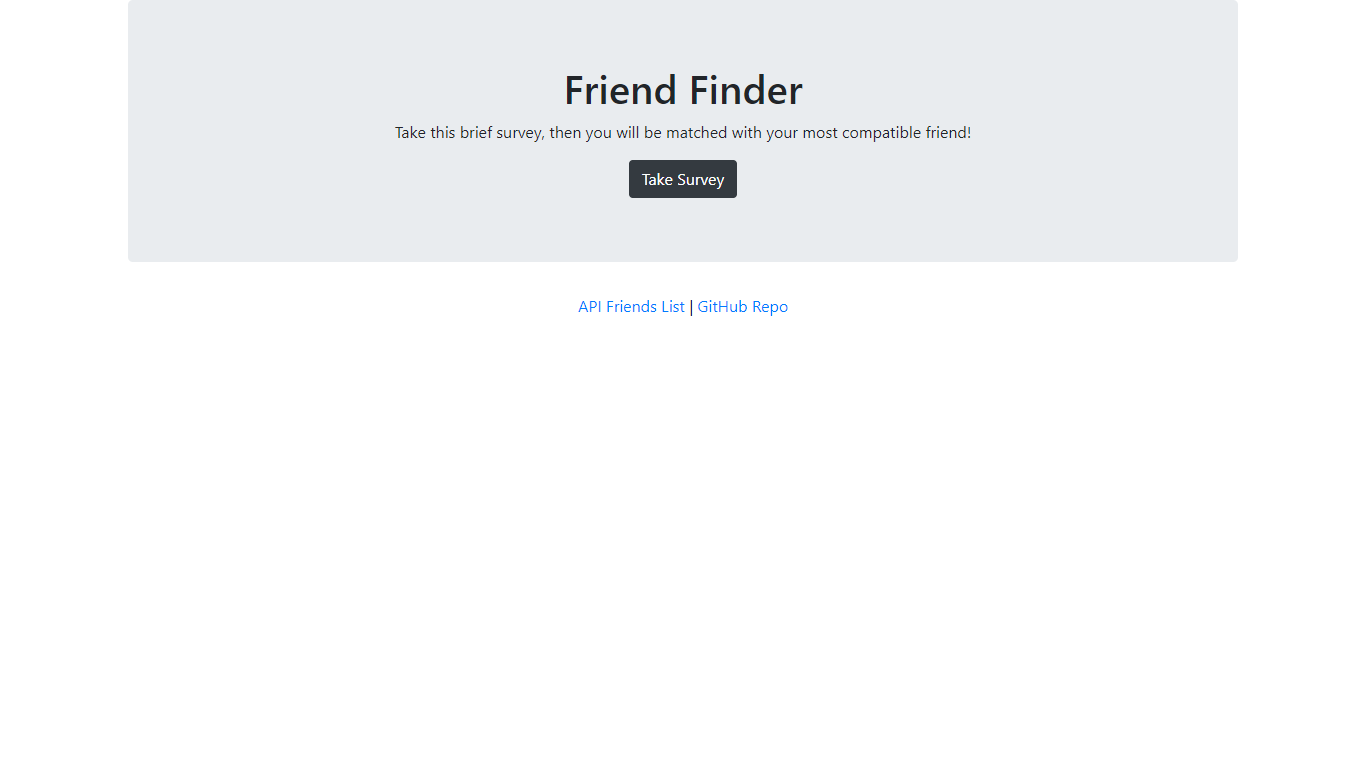 Friend Finder
Take this brief survey, then you will be matched with your most compatible friend!
Take Survey
API Friends List | GitHub Repo